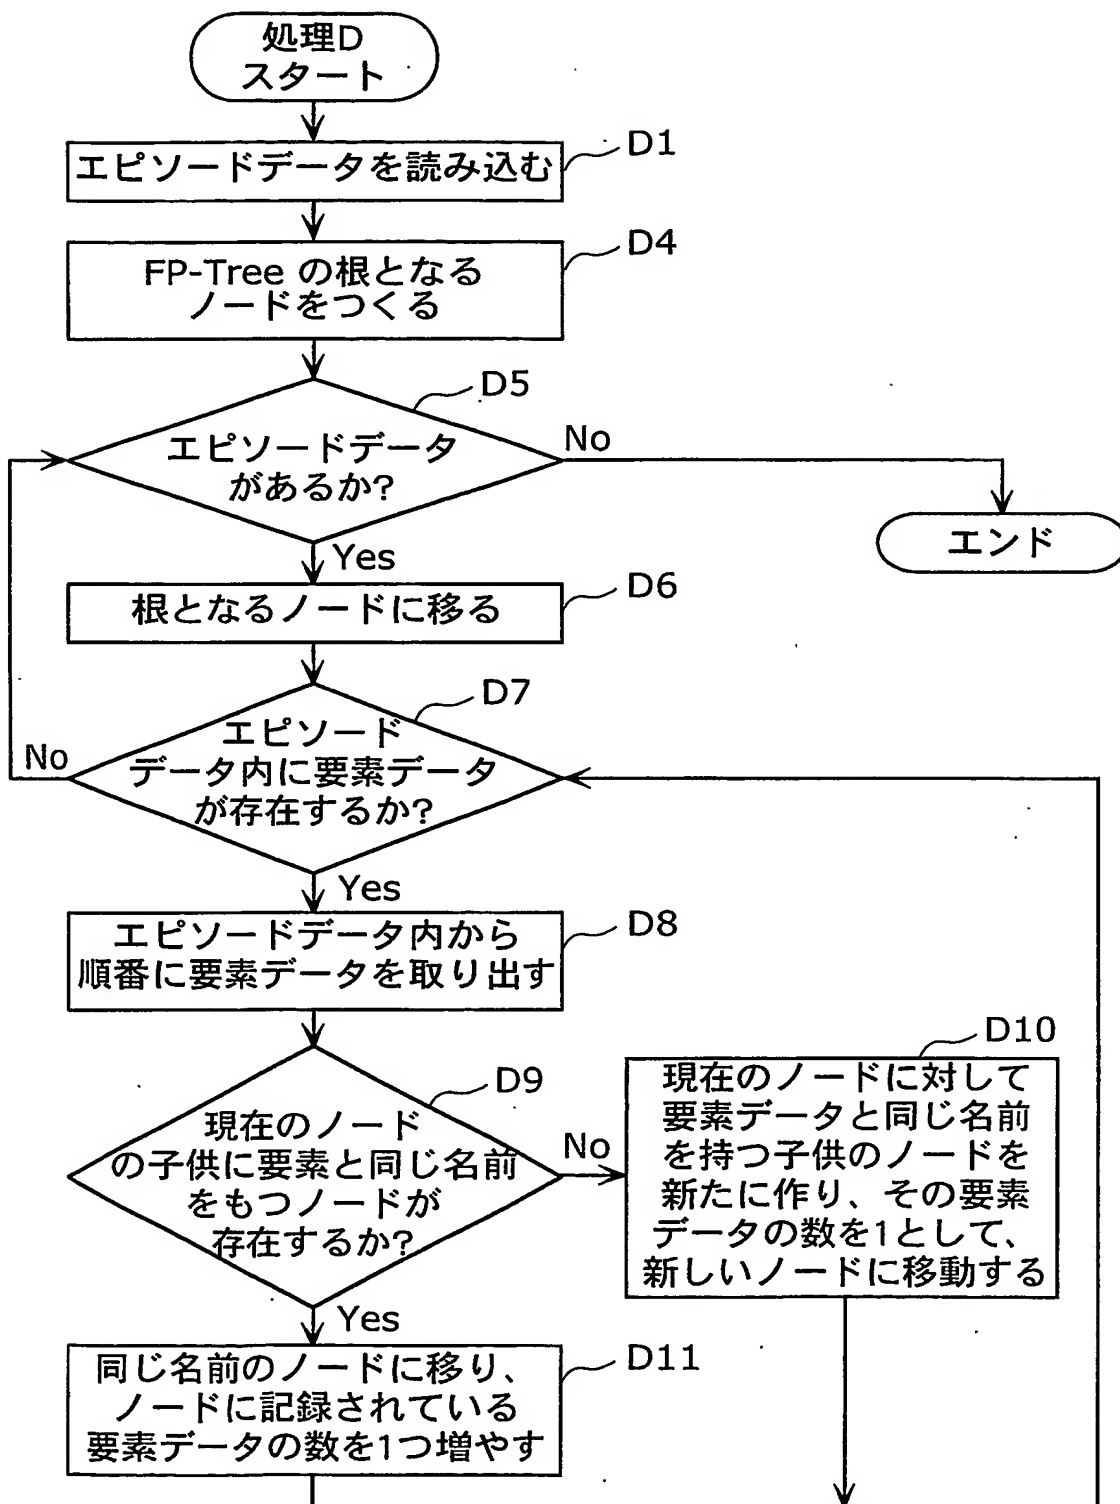 処理D
スタート
D1
エピソードデータを読み込む
D4
FP-Tree の根となる
ノードをつくる
D5
エピソードデータ
があるか?
No
エンド
Yes
D6
根となるノードに移る
D7
エピソード
データ内に要素データ
が存在するか?
No
Yes
D8
エピソードデータ内から
順番に要素データを取り出す
D9
現在のノード
の子供に要素と同じ名前
をもつノードが
存在するか?
No
D10
現在のノードに対して
要素データと同じ名前
を持つ子供のノードを
新たに作り、その要素
データの数を1として、
新しいノードに移動する
Yes
D11
同じ名前のノードに移り、
ノードに記録されている
要素データの数を1つ増やす